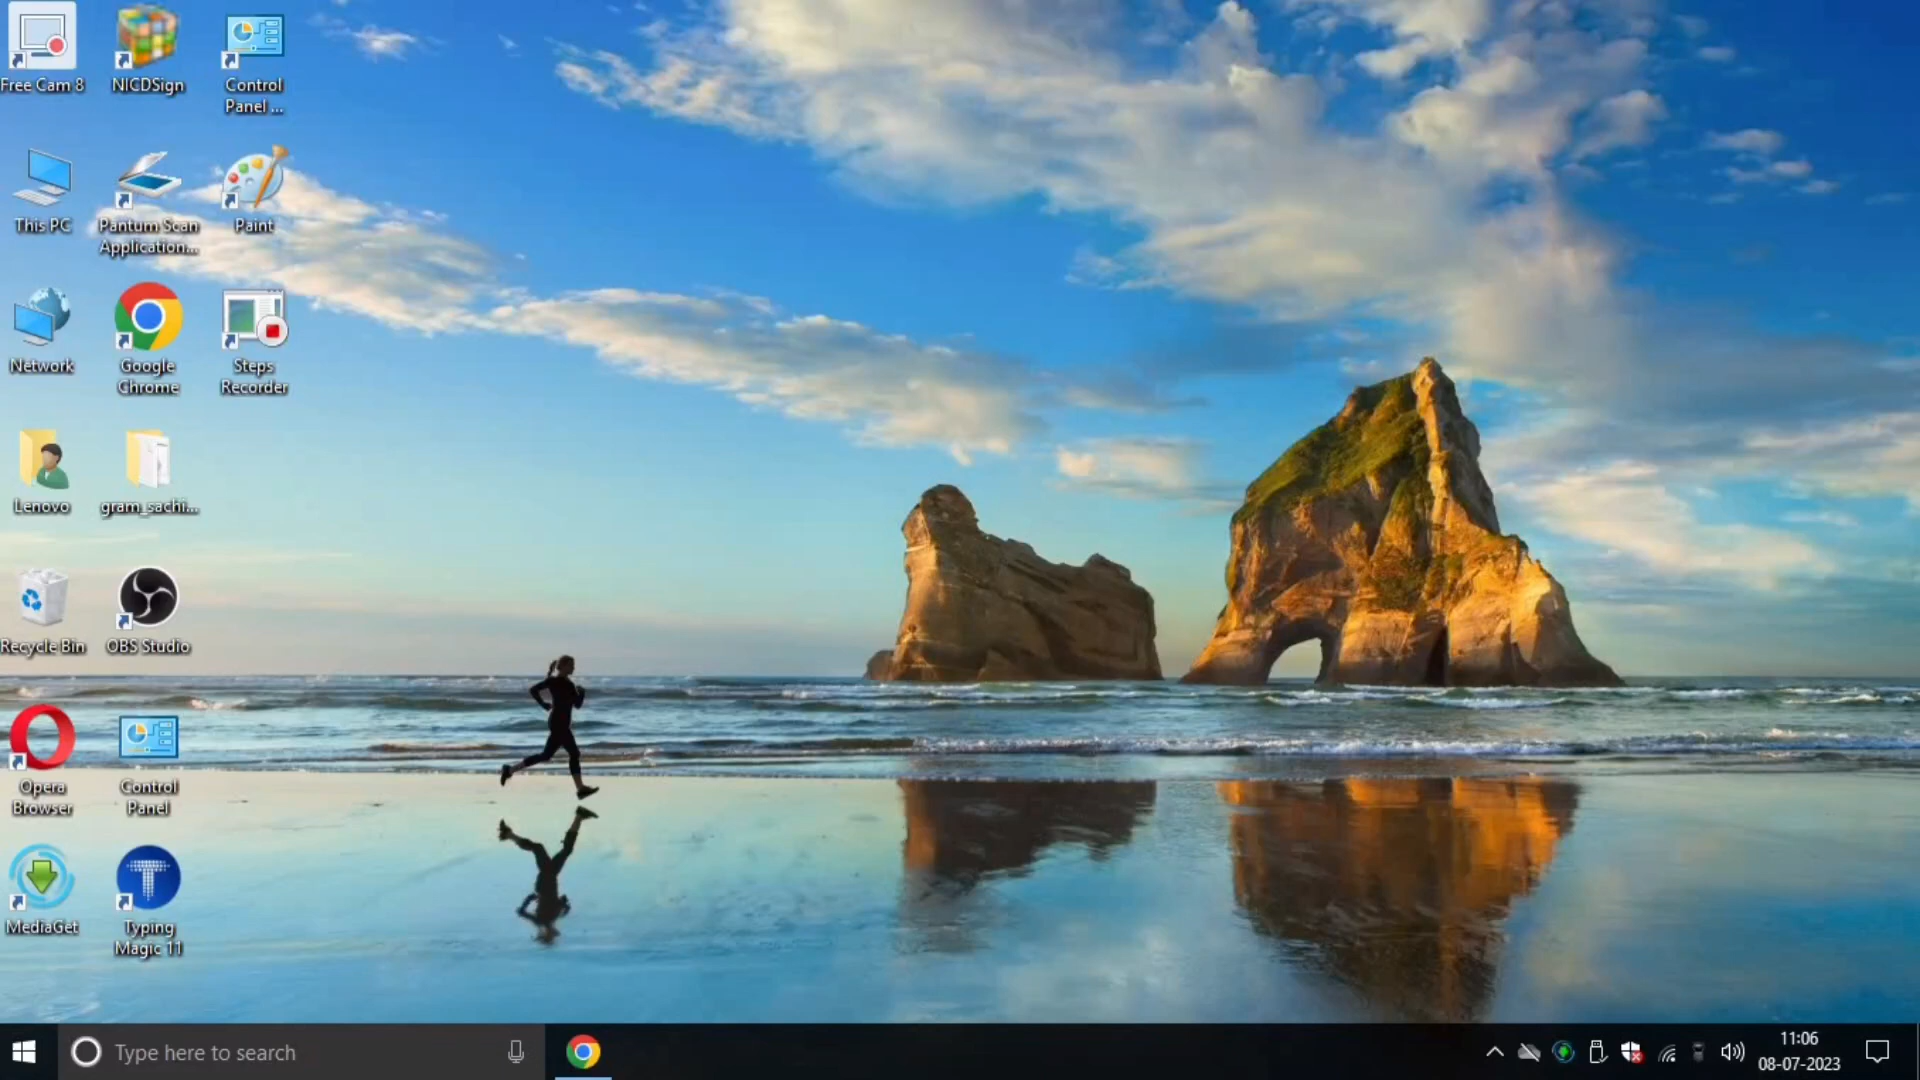 Free Cam 8
NICDSign
Control
Panel ...
This PC
Pantum Scan
Application...
Paint
Network
Google
Chrome
Steps
Recorder
Lenovo
gram_sachi...
Recycle Bin
OBS Studio
Opera
Browser
Control
Panel
MediaGet
Typing
Magic 11
Type here to search
11:06
08-07-2023